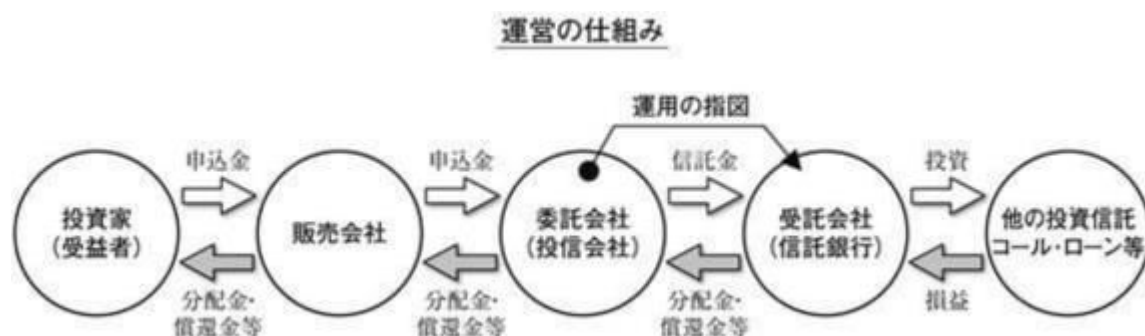 運営の仕組み
運用の指図
申込金
申込金
信託金
投資
投資家
(受益者)
販売会社
委託会社
(投信会社)
受託会社
(信託銀行)
他の投資信託
コール・ローン等
分配金・
償還金等
分配金・
償還金等
分配金・
償還金等
損益